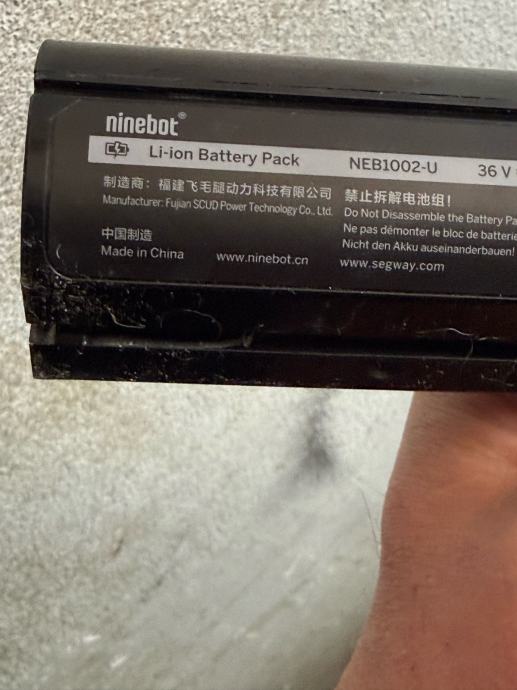 ninebot®
Li-ion Battery Pack NEB1002-U 36 V
制造商：福建飞毛腿动力科技有限公司
Manufacturer: Fujian SCUD Power Technology Co., Ltd.
中国制造
Made in China www.ninebot.cn
禁止拆解电池组！
Do Not Disassemble the Battery
Ne pas démonter le bloc de
Nicht den Akku auseinanderbauen!
www.segway.com